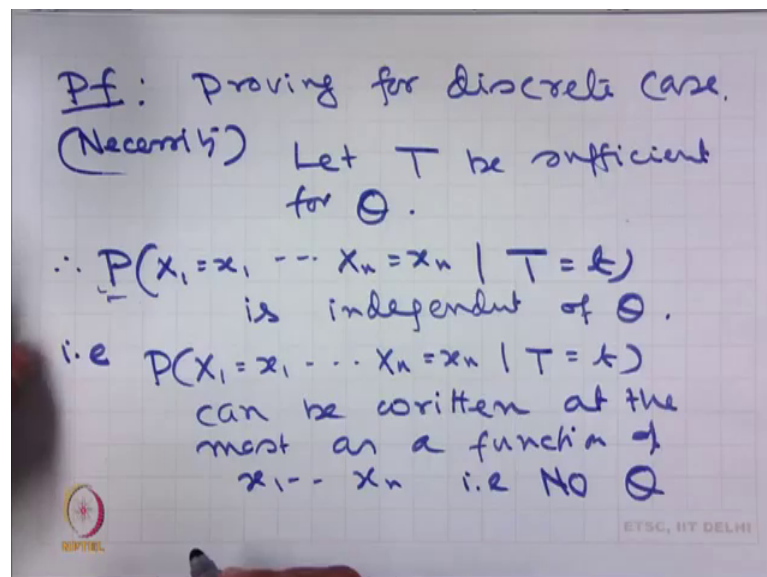 Pf: Proving for discrete case.
(Necessity) Let T be sufficient
for θ.
∴ P(X₁ = x₁ --- Xₙ = xₙ | T = t)
is independent of θ.
i.e P(X₁ = x₁ . . . Xₙ = xₙ | T = t)
can be written at the
most as a function of
x₁ -- xₙ i.e NO θ
NPTEL
ETSC, IIT DELHI